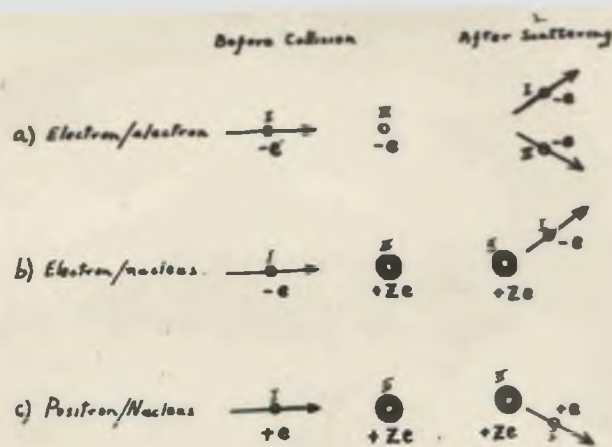 Before Collision After Scattering
I II I -e
a) Electron/electron -e -e II -e
I II II I -e
b) Electron/nucleus -e +Ze +Ze
I II II +e
c) Positron/Nucleus +e +Ze +Ze I